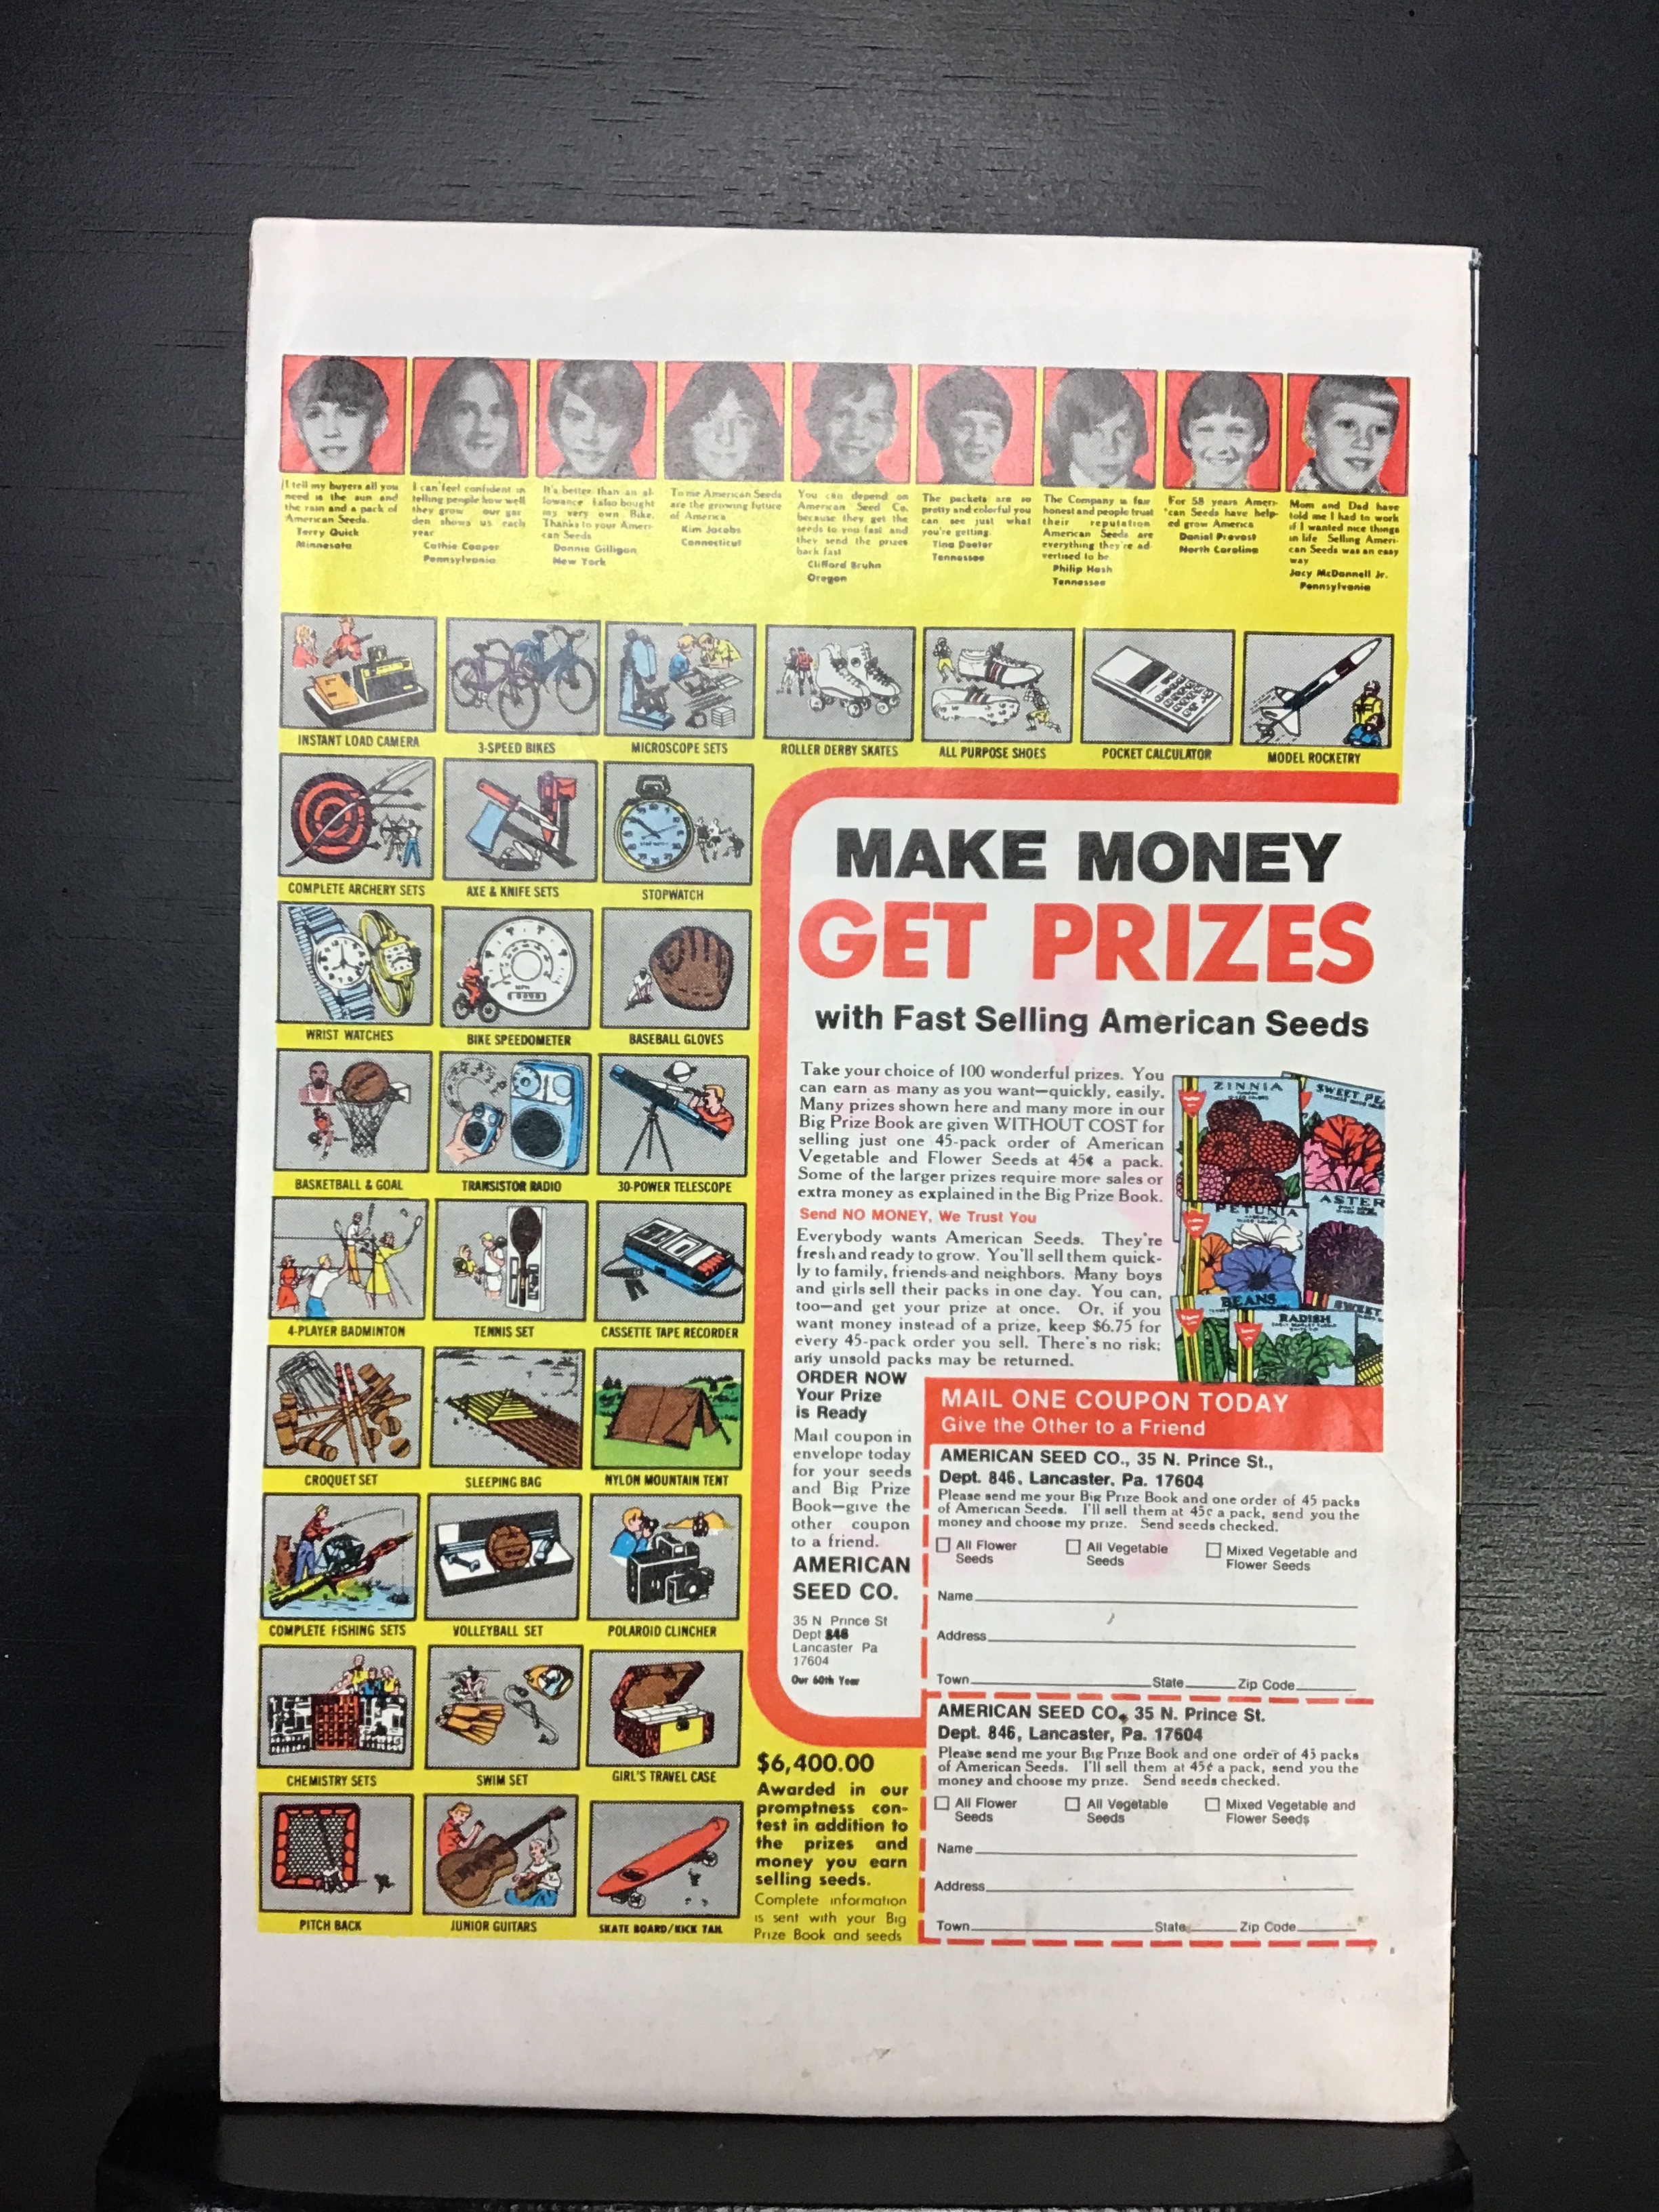 I tell my buyers all you
need is the sun and
the rain and a pack of
American Seeds.
Terry Quick
Minnesota
I can feel confident in
telling people how well
they grow our gar
den shows us each
year
Cathie Cooper
Pennsylvania
It's better than an al-
lowance I also bought
my very own Bike.
Thanks to your Ameri-
can Seeds
Donnie Gilligan
New York
To me American Seeds
are the growing future
of America
Kim Jacobs
Connecticut
You can depend on
American Seed Co.
because they get the
seeds to you fast and
they send the prizes
back fast
Clifford Bruhn
Oregon
The packets are so
pretty and colorful you
can see just what
you're getting.
Tina Deeter
Tennessee
The Company is fair
honest and people trust
their reputation
American Seeds are
everything they're ad-
vertised to be
Philip Hash
Tennessee
For 58 years Ameri-
can Seeds have help-
ed grow America
Daniel Provost
North Carolina
Mom and Dad have
told me I had to work
if I wanted nice things
in life Selling Ameri-
can Seeds was an easy
way
Jacy McDannell Jr.
Pennsylvania
INSTANT LOAD CAMERA
3-SPEED BIKES
MICROSCOPE SETS
ROLLER DERBY SKATES
ALL PURPOSE SHOES
POCKET CALCULATOR
MODEL ROCKETRY
COMPLETE ARCHERY SETS
AXE & KNIFE SETS
STOPWATCH
WRIST WATCHES
MPH
BIKE SPEEDOMETER
BASEBALL GLOVES
BASKETBALL & GOAL
TRANSISTOR RADIO
30-POWER TELESCOPE
4-PLAYER BADMINTON
TENNIS SET
CASSETTE TAPE RECORDER
CROQUET SET
SLEEPING BAG
NYLON MOUNTAIN TENT
COMPLETE FISHING SETS
VOLLEYBALL SET
POLAROID CLINCHER
CHEMISTRY SETS
SWIM SET
GIRL'S TRAVEL CASE
PITCH BACK
JUNIOR GUITARS
SKATE BOARD/KICK TAIL
MAKE MONEY
GET PRIZES
with Fast Selling American Seeds
Take your choice of 100 wonderful prizes. You
can earn as many as you want—quickly, easily.
Many prizes shown here and many more in our
Big Prize Book are given WITHOUT COST for
selling just one 45-pack order of American
Vegetable and Flower Seeds at 45¢ a pack.
Some of the larger prizes require more sales or
extra money as explained in the Big Prize Book.
Send NO MONEY, We Trust You
Everybody wants American Seeds. They're
fresh and ready to grow. You'll sell them quick-
ly to family, friends and neighbors. Many boys
and girls sell their packs in one day. You can,
too—and get your prize at once. Or, if you
want money instead of a prize, keep $6.75 for
every 45-pack order you sell. There's no risk;
any unsold packs may be returned.
ZINNIA
SWEET PE
ASTER
PETUNIA
BEANS
SWEET
RADISH
ORDER NOW
Your Prize
is Ready
Mail coupon in
envelope today
for your seeds
and Big Prize
Book—give the
other coupon
to a friend.
AMERICAN
SEED CO.
35 N Prince St
Dept 846
Lancaster Pa
17604
Our 60th Year
MAIL ONE COUPON TODAY
Give the Other to a Friend
AMERICAN SEED CO., 35 N. Prince St.,
Dept. 846, Lancaster, Pa. 17604
Please send me your Big Prize Book and one order of 45 packs
of American Seeds. I'll sell them at 45¢ a pack, send you the
money and choose my prize. Send seeds checked.
All Flower Seeds
All Vegetable Seeds
Mixed Vegetable and Flower Seeds
Name
Address
Town State Zip Code
AMERICAN SEED CO., 35 N. Prince St.
Dept. 846, Lancaster, Pa. 17604
Please send me your Big Prize Book and one order of 45 packs
of American Seeds. I'll sell them at 45¢ a pack, send you the
money and choose my prize. Send seeds checked.
All Flower Seeds
All Vegetable Seeds
Mixed Vegetable and Flower Seeds
Name
Address
Town State Zip Code
$6,400.00
Awarded in our
promptness con-
test in addition to
the prizes and
money you earn
selling seeds.
Complete information
is sent with your Big
Prize Book and seeds